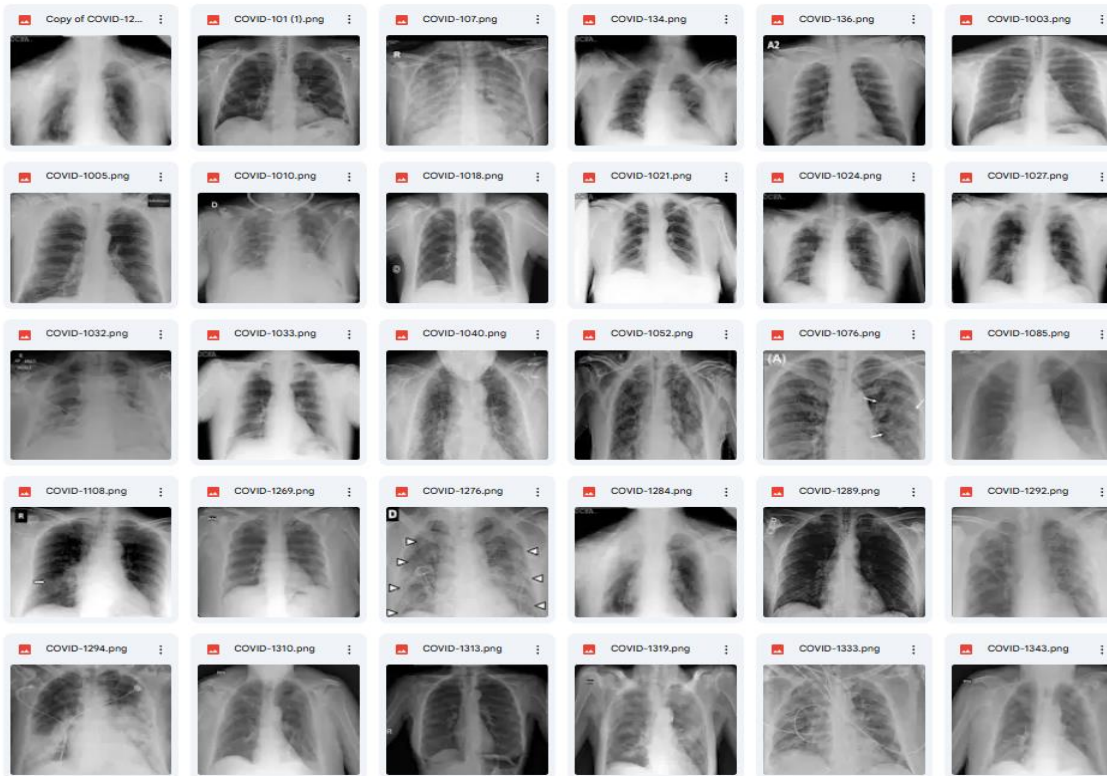 Copy of COVID-12... COVID-101 (1).png COVID-107.png COVID-134.png COVID-136.png COVID-1003.png
R A2
COVID-1005.png COVID-1010.png COVID-1018.png COVID-1021.png COVID-1024.png COVID-1027.png
D
COVID-1032.png COVID-1033.png COVID-1040.png COVID-1052.png COVID-1076.png COVID-1085.png
(A)
COVID-1108.png COVID-1269.png COVID-1276.png COVID-1284.png COVID-1289.png COVID-1292.png
R D
COVID-1294.png COVID-1310.png COVID-1313.png COVID-1319.png COVID-1333.png COVID-1343.png
R